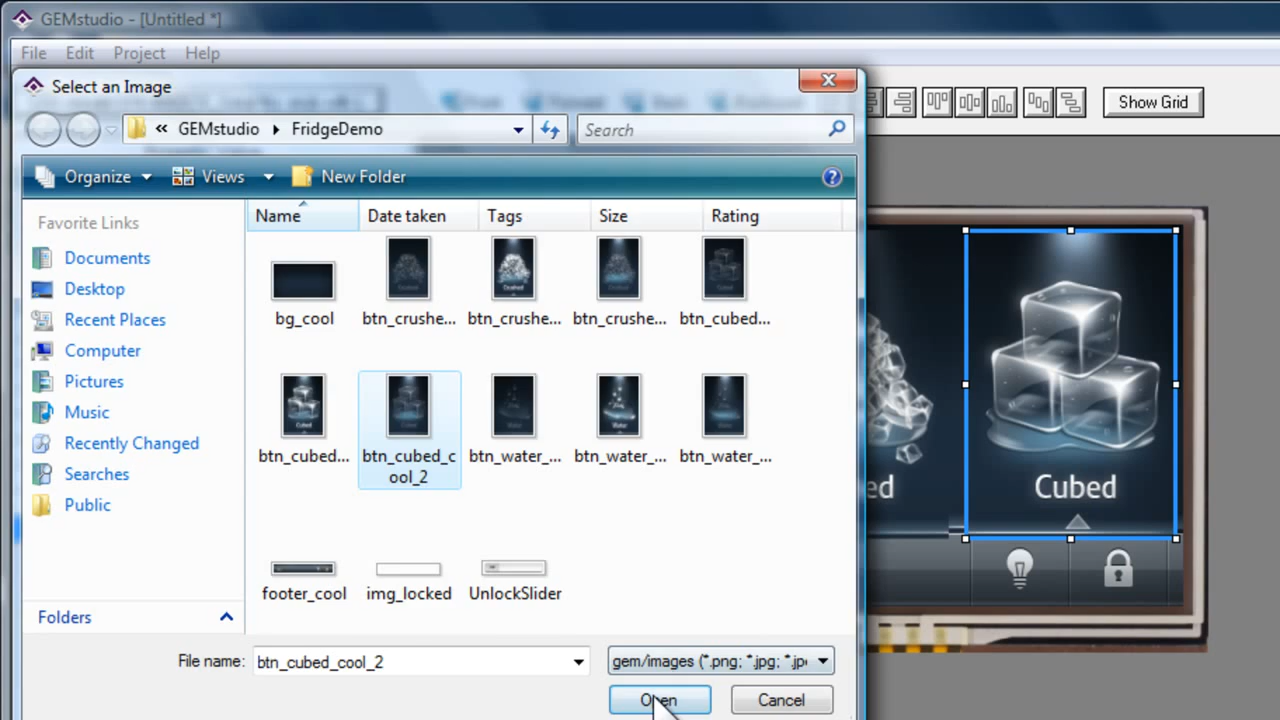 GEMstudio - [Untitled *]
File Edit Project Help
Select an Image
« GEMstudio FridgeDemo Search
Show Grid
Organize Views New Folder
Favorite Links
Documents
Desktop
Recent Places
Computer
Pictures
Music
Recently Changed
Searches
Public
Folders
Name Date taken Tags Size Rating
bg_cool btn_crushe... btn_crushe... btn_crushe... btn_cubed...
btn_cubed... btn_cubed_c btn_water_... btn_water_... btn_water_...
ool_2
footer_cool img_locked UnlockSlider
File name: btn_cubed_cool_2 gem/images (*.png; *.jpg; *.jp
Open Cancel
ed Cubed